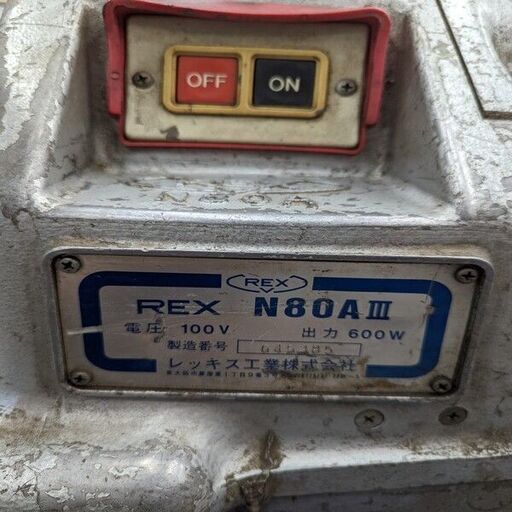 OFF ON
REX
REX N80AⅢ
電圧 100V 出力 600W
製造番号
レッキス工業株式会社